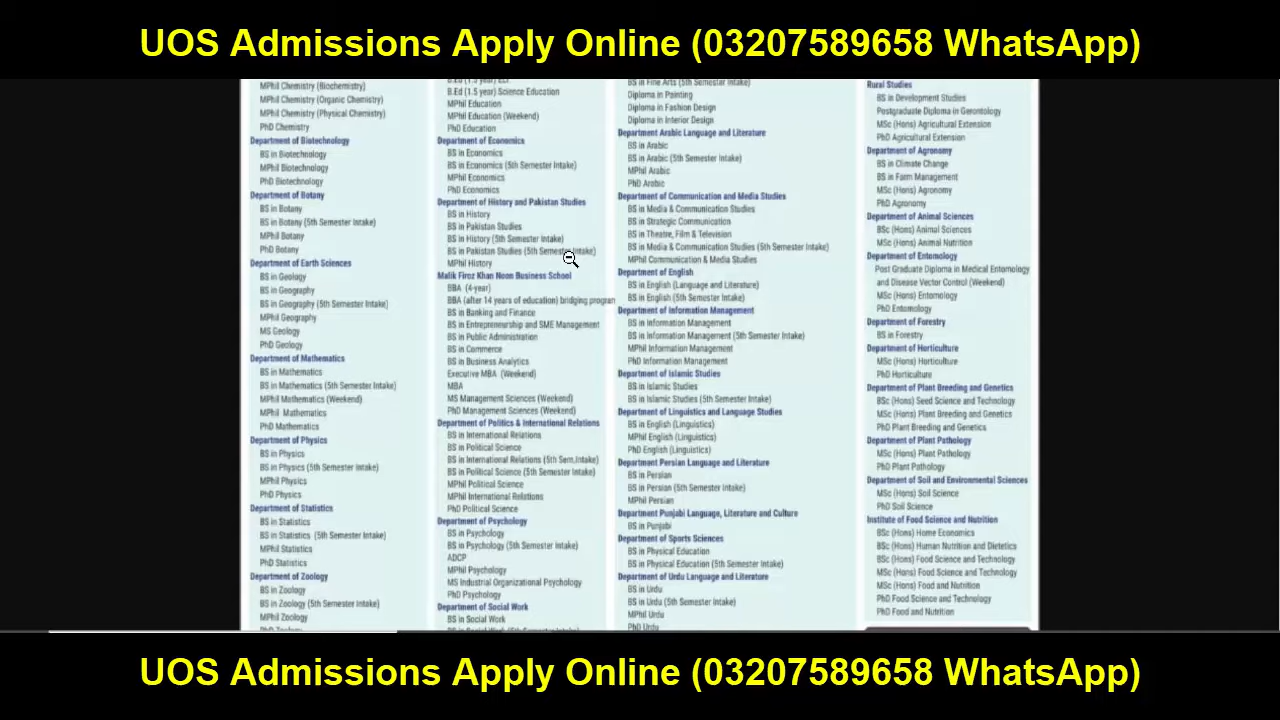 UOS Admissions Apply Online (03207589658 WhatsApp)
MPhil Chemistry (Biochemistry)
MPhil Chemistry (Organic Chemistry)
MPhil Chemistry (Physical Chemistry)
PhD Chemistry
Department of Biotechnology
BS in Biotechnology
MPhil Biotechnology
PhD Biotechnology
Department of Botany
BS in Botany
BS in Botany (5th Semester Intake)
MPhil Botany
PhD Botany
Department of Earth Sciences
BS in Geology
BS in Geography
BS in Geography (5th Semester Intake)
MPhil Geography
MS Geology
PhD Geology
Department of Mathematics
BS in Mathematics
BS in Mathematics (5th Semester Intake)
MPhil Mathematics (Weekend)
MPhil Mathematics
PhD Mathematics
Department of Physics
BS in Physics
BS in Physics (5th Semester Intake)
MPhil Physics
PhD Physics
Department of Statistics
BS in Statistics
BS in Statistics (5th Semester Intake)
MPhil Statistics
PhD Statistics
Department of Zoology
BS in Zoology
BS in Zoology (5th Semester Intake)
MPhil Zoology
PhD Zoology
B.Ed (1.5 year) Science Education
MPhil Education
MPhil Education (Weekend)
PhD Education
Department of Economics
BS in Economics
BS in Economics (5th Semester Intake)
MPhil Economics
PhD Economics
Department of History and Pakistan Studies
BS in History
BS in Pakistan Studies
BS in History (5th Semester Intake)
BS in Pakistan Studies (5th Semester Intake)
MPhil History
Malik Firoz Khan Noon Business School
BBA (4-year)
BBA (after 14 years of education) bridging program
BS in Banking and Finance
BS in Entrepreneurship and SME Management
BS in Public Administration
BS in Commerce
BS in Business Analytics
Executive MBA (Weekend)
MBA
MS Management Sciences (Weekend)
PhD Management Sciences (Weekend)
Department of Politics & International Relations
BS in International Relations
BS in Political Science
BS in International Relations (5th Sem.Intake)
BS in Political Science (5th Semester Intake)
MPhil Political Science
MPhil International Relations
PhD Political Science
Department of Psychology
BS in Psychology
BS in Psychology (5th Semester Intake)
ADCP
MPhil Psychology
MS Industrial Organizational Psychology
PhD Psychology
Department of Social Work
BS in Social Work
BS in Fine Arts (5th Semester Intake)
Diploma in Painting
Diploma in Fashion Design
Diploma in Interior Design
Department Arabic Language and Literature
BS in Arabic
BS in Arabic (5th Semester Intake)
MPhil Arabic
PhD Arabic
Department of Communication and Media Studies
BS in Media & Communication Studies
BS in Strategic Communication
BS in Theatre, Film & Television
BS in Media & Communication Studies (5th Semester Intake)
MPhil Communication & Media Studies
Department of English
BS in English (Language and Literature)
BS in English (5th Semester Intake)
Department of Information Management
BS in Information Management
BS in Information Management (5th Semester Intake)
MPhil Information Management
PhD Information Management
Department of Islamic Studies
BS in Islamic Studies
BS in Islamic Studies (5th Semester Intake)
Department of Linguistics and Language Studies
BS in English (Linguistics)
MPhil English (Linguistics)
PhD English (Linguistics)
Department Persian Language and Literature
BS in Persian
BS in Persian (5th Semester Intake)
MPhil Persian
Department Punjabi Language, Literature and Culture
BS in Punjabi
Department of Sports Sciences
BS in Physical Education
BS in Physical Education (5th Semester Intake)
Department of Urdu Language and Literature
BS in Urdu
BS in Urdu (5th Semester Intake)
MPhil Urdu
PhD Urdu
Rural Studies
BS in Development Studies
Postgraduate Diploma in Gerontology
MSc (Hons) Agricultural Extension
PhD Agricultural Extension
Department of Agronomy
BS in Climate Change
BS in Farm Management
MSc (Hons) Agronomy
PhD Agronomy
Department of Animal Sciences
BSc (Hons) Animal Sciences
MSc (Hons) Animal Nutrition
Department of Entomology
Post Graduate Diploma in Medical Entomology
and Disease Vector Control (Weekend)
MSc (Hons) Entomology
PhD Entomology
Department of Forestry
BS in Forestry
Department of Horticulture
MSc (Hons) Horticulture
PhD Horticulture
Department of Plant Breeding and Genetics
BSc (Hons) Seed Science and Technology
MSc (Hons) Plant Breeding and Genetics
PhD Plant Breeding and Genetics
Department of Plant Pathology
MSc (Hons) Plant Pathology
PhD Plant Pathology
Department of Soil and Environmental Sciences
MSc (Hons) Soil Science
PhD Soil Science
Institute of Food Science and Nutrition
BSc (Hons) Home Economics
BSc (Hons) Human Nutrition and Dietetics
BSc (Hons) Food Science and Technology
MSc (Hons) Food Science and Technology
MSc (Hons) Food and Nutrition
PhD Food Science and Technology
PhD Food and Nutrition
UOS Admissions Apply Online (03207589658 WhatsApp)